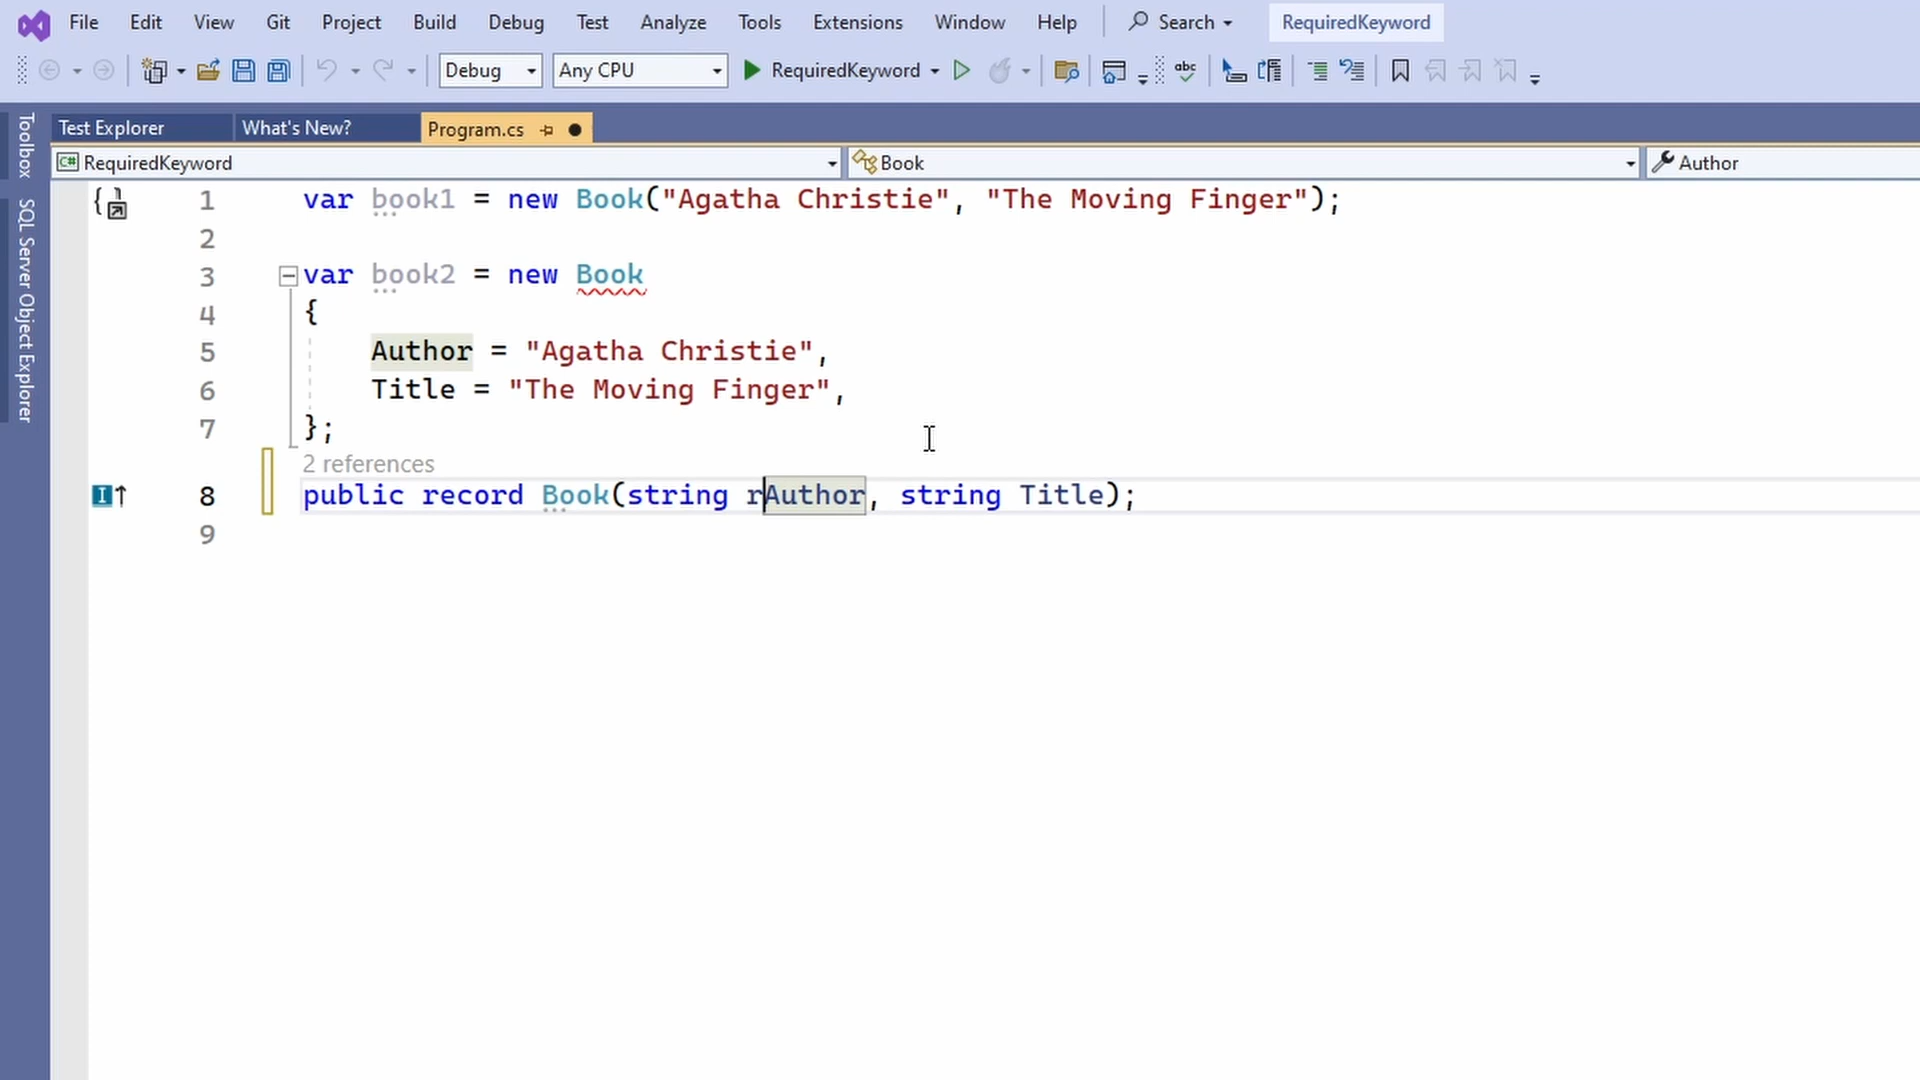 File Edit View Git Project Build Debug Test Analyze Tools Extensions Window Help Search RequiredKeyword
Debug Any CPU RequiredKeyword abc
Toolbox
SQL Server Object Explorer
Test Explorer What's New? Program.cs
C# RequiredKeyword Book Author
1 var book1 = new Book("Agatha Christie", "The Moving Finger");
2
3 var book2 = new Book
4 {
5 Author = "Agatha Christie",
6 Title = "The Moving Finger",
7 };
2 references
8 public record Book(string rAuthor, string Title);
9